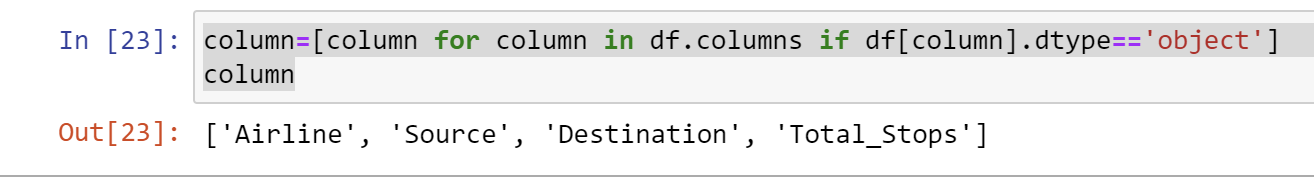 In [23]: column=[column for column in df.columns if df[column].dtype=='object']
column
Out[23]: ['Airline', 'Source', 'Destination', 'Total_Stops']